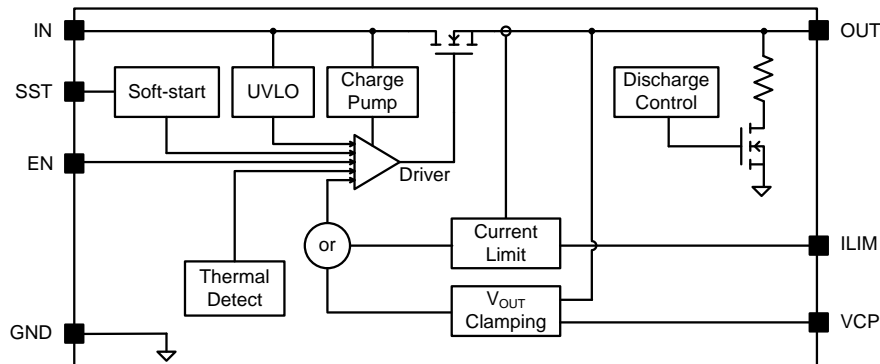 IN
OUT
SST
Soft-start
UVLO
Charge
Pump
Discharge
Control
EN
Driver
or
Current
Limit
ILIM
Thermal
Detect
VOUT
Clamping
VCP
GND